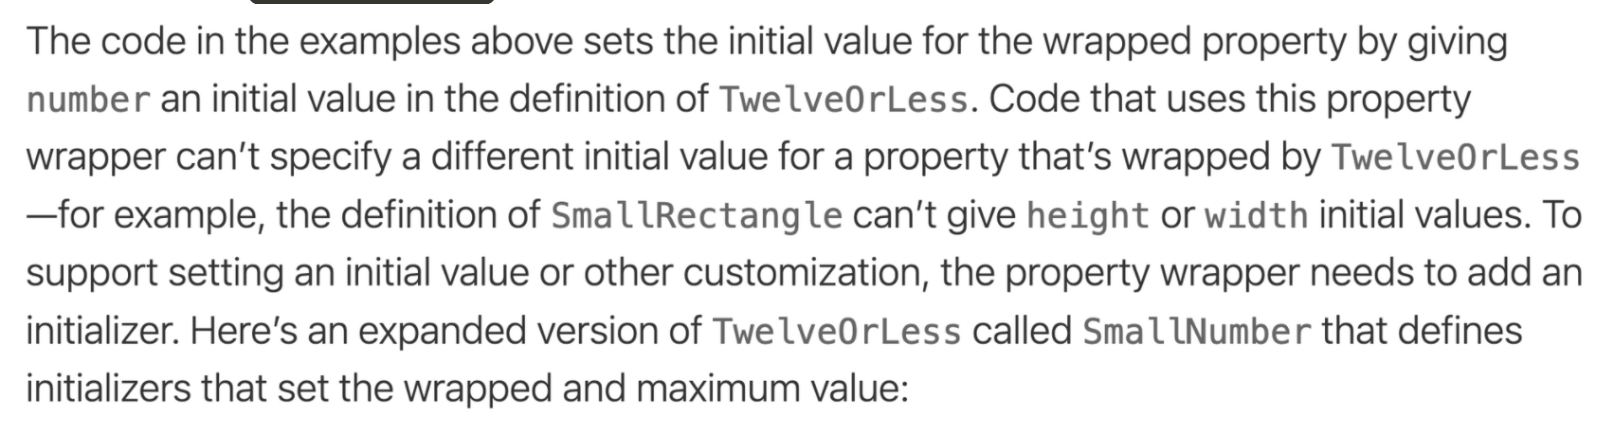 The code in the examples above sets the initial value for the wrapped property by giving
number an initial value in the definition of TwelveOrLess. Code that uses this property
wrapper can’t specify a different initial value for a property that’s wrapped by TwelveOrLess
—for example, the definition of SmallRectangle can’t give height or width initial values. To
support setting an initial value or other customization, the property wrapper needs to add an
initializer. Here’s an expanded version of TwelveOrLess called SmallNumber that defines
initializers that set the wrapped and maximum value: